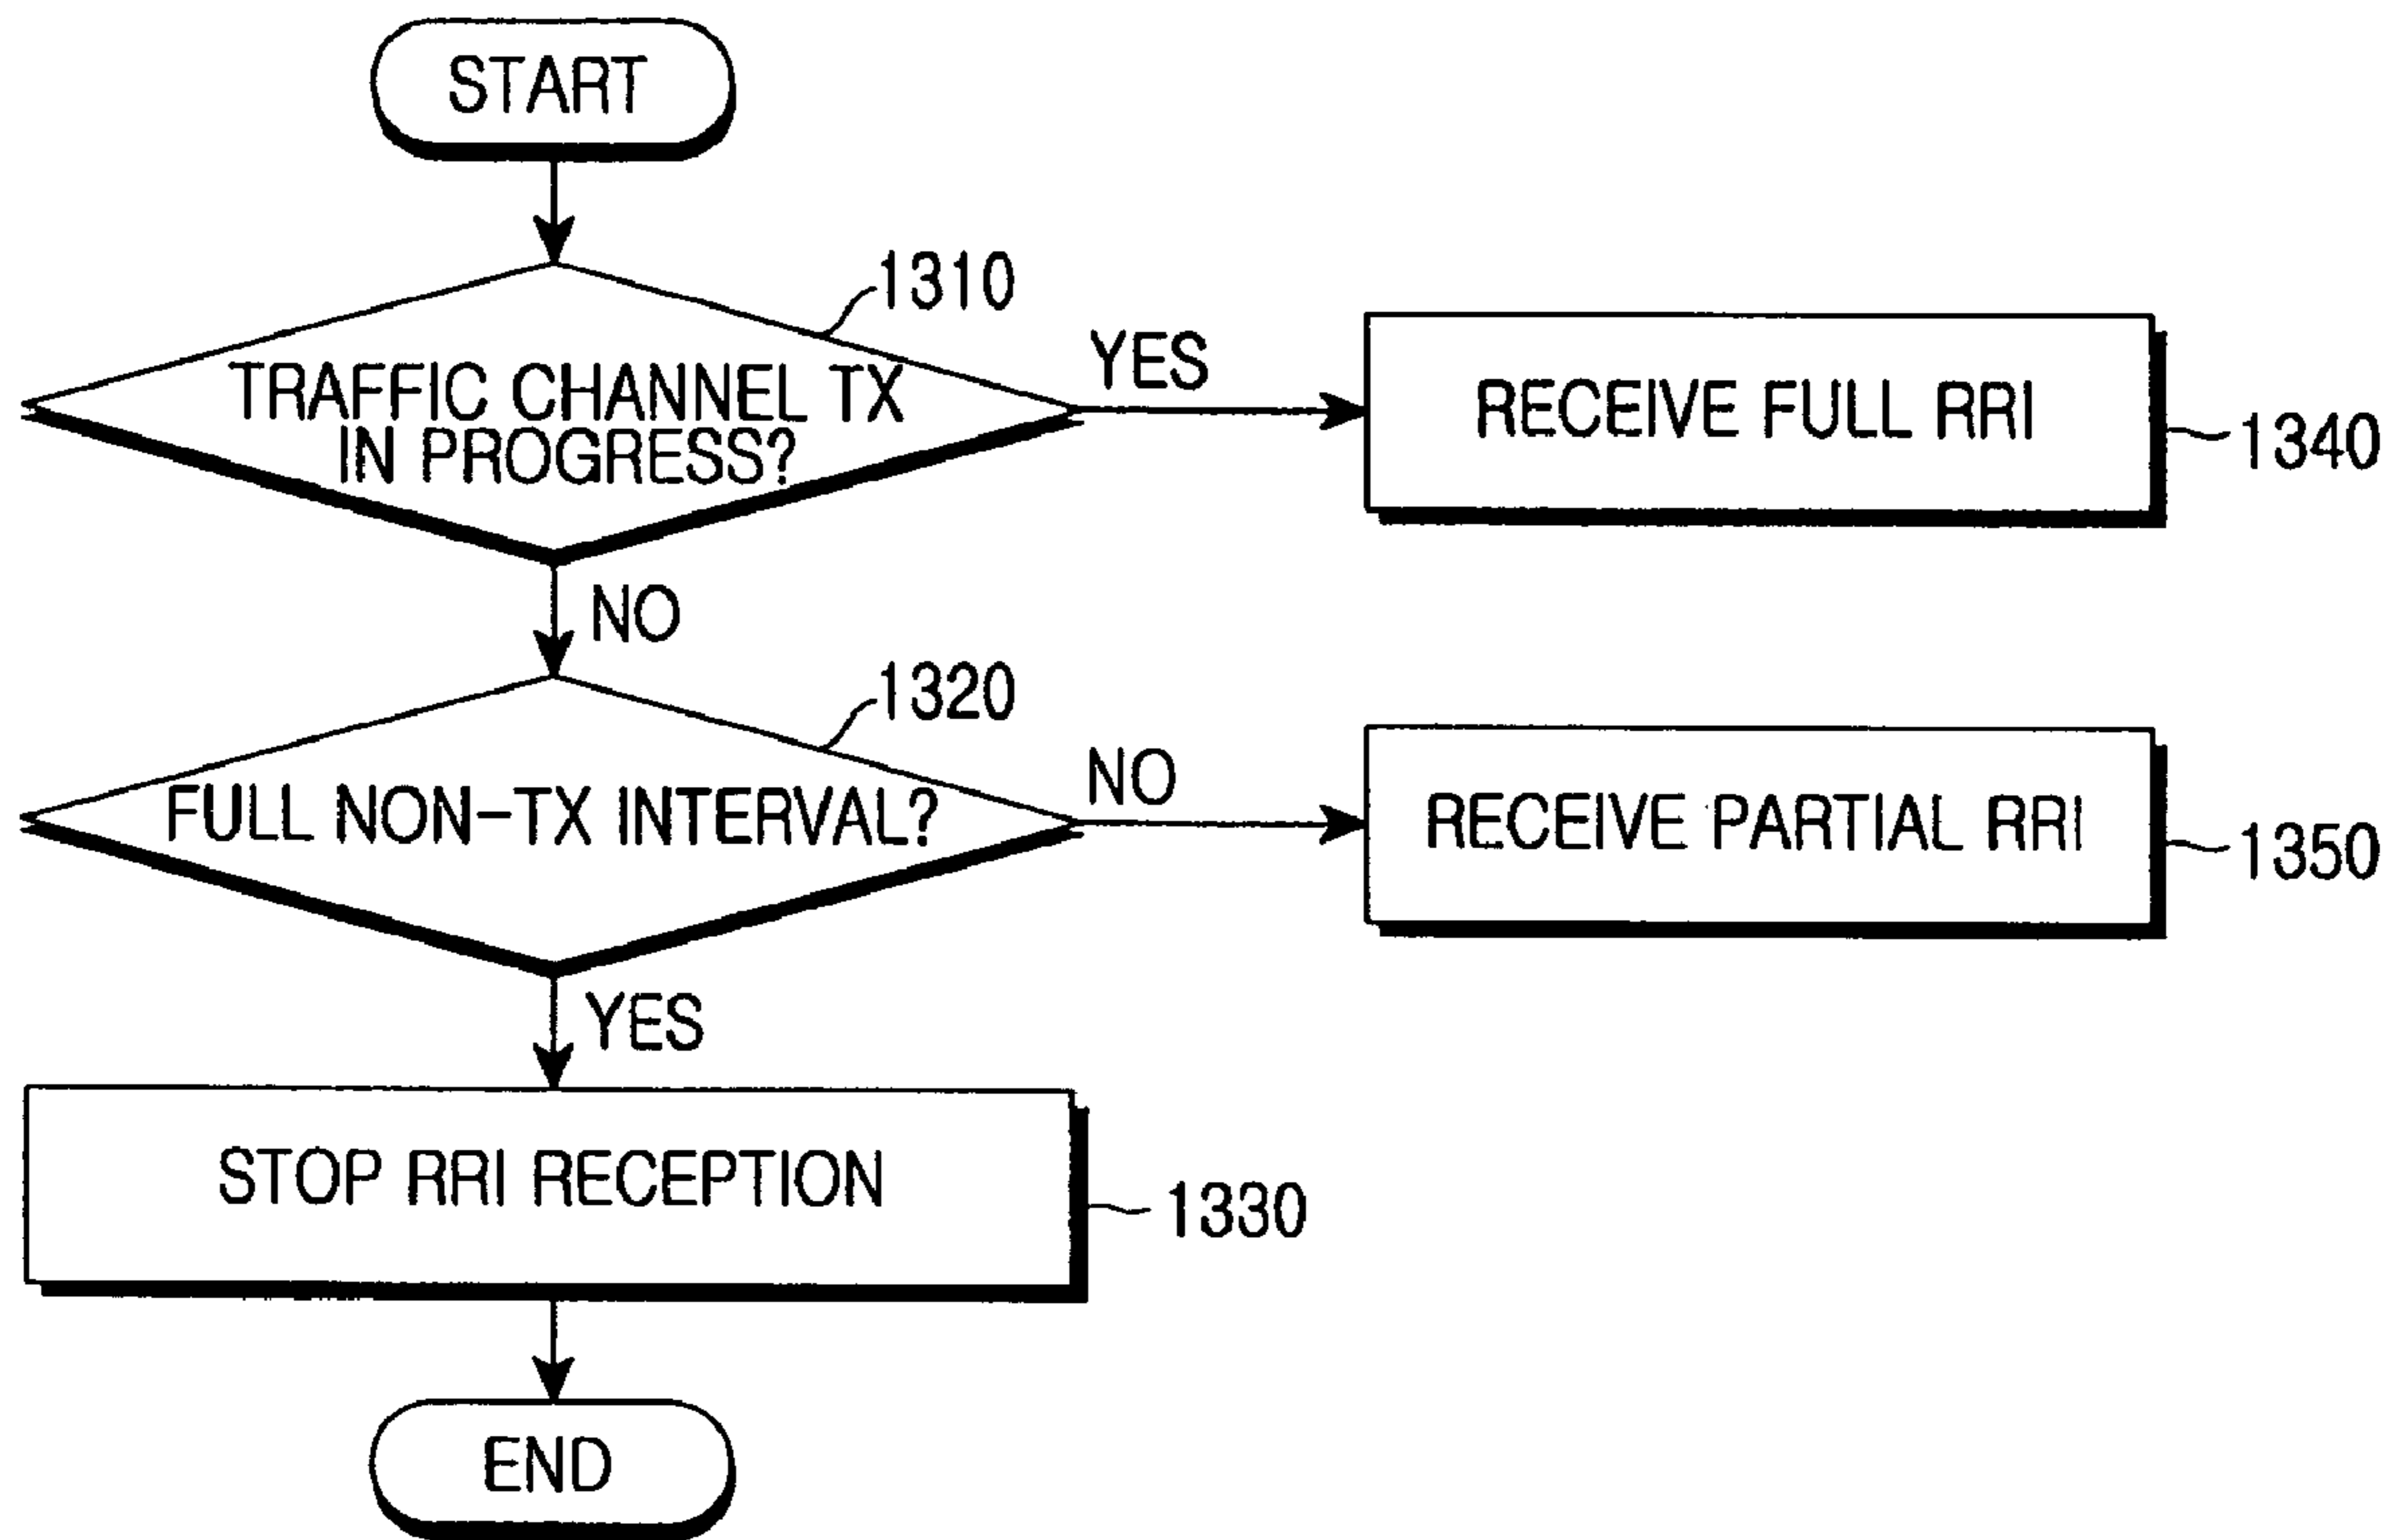 START
1310
TRAFFIC CHANNEL TX
IN PROGRESS?
YES
RECEIVE FULL RRI
1340
NO
1320
FULL NON-TX INTERVAL?
NO
RECEIVE PARTIAL RRI
1350
YES
STOP RRI RECEPTION
1330
END